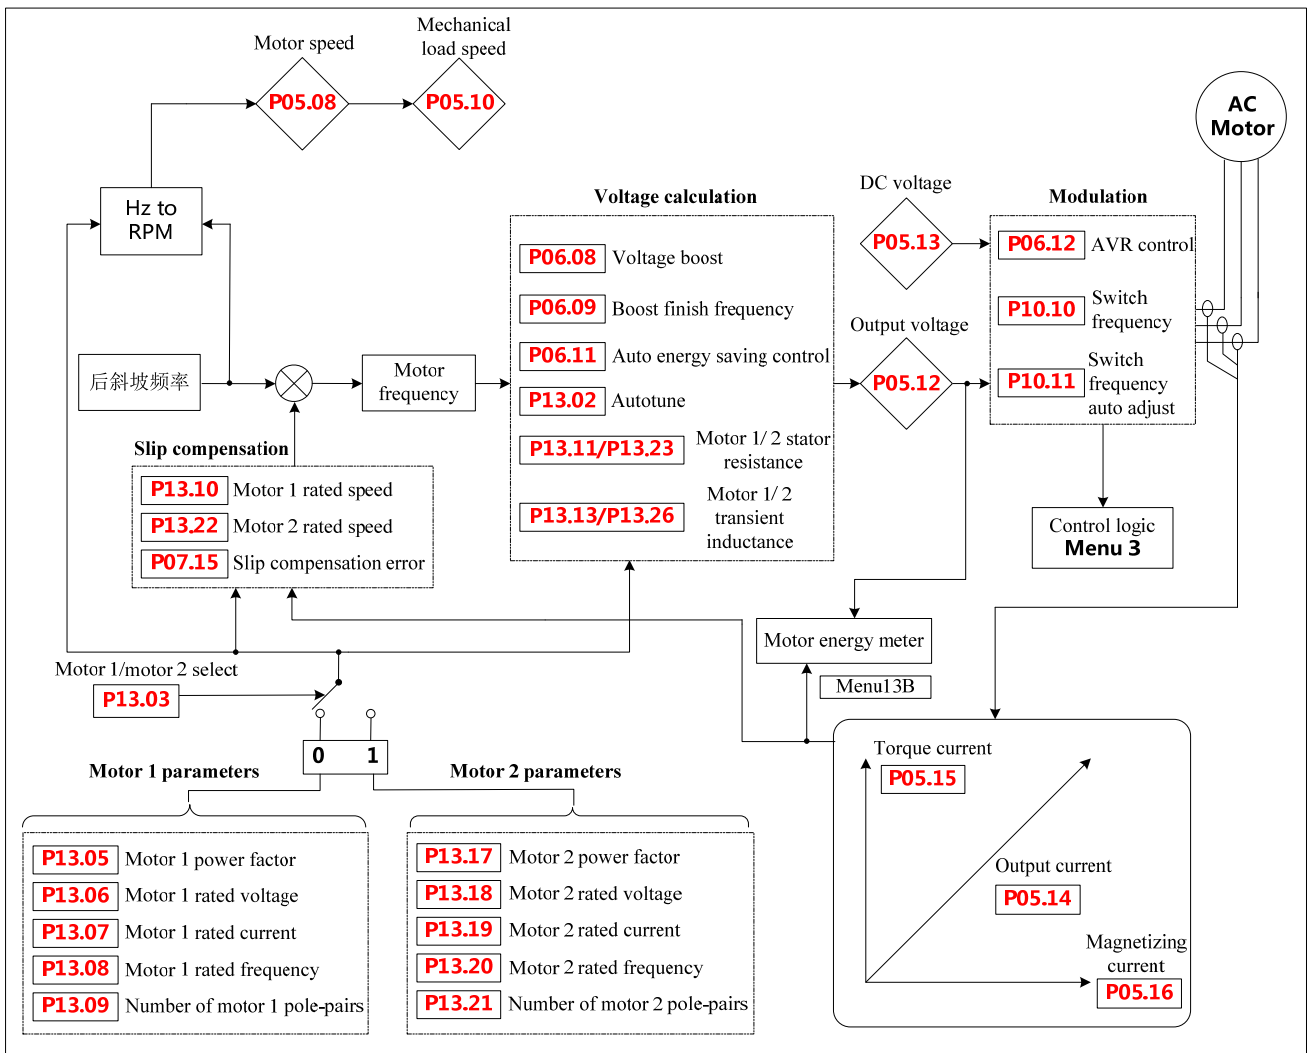 Motor speed
P05.08
Mechanical
load speed
P05.10
AC
Motor
Hz to
RPM
Voltage calculation
P06.08 Voltage boost
P06.09 Boost finish frequency
P06.11 Auto energy saving control
P13.02 Autotune
P13.11/P13.23 Motor 1/ 2 stator
resistance
P13.13/P13.26 Motor 1/ 2
transient
inductance
DC voltage
P05.13
Output voltage
P05.12
Modulation
P06.12 AVR control
P10.10 Switch
frequency
P10.11 Switch
frequency
auto adjust
后斜坡频率
Motor
frequency
Slip compensation
P13.10 Motor 1 rated speed
P13.22 Motor 2 rated speed
P07.15 Slip compensation error
Control logic
Menu 3
Motor energy meter
Menu13B
Motor 1/motor 2 select
P13.03
0 1
Motor 1 parameters
P13.05 Motor 1 power factor
P13.06 Motor 1 rated voltage
P13.07 Motor 1 rated current
P13.08 Motor 1 rated frequency
P13.09 Number of motor 1 pole-pairs
Motor 2 parameters
P13.17 Motor 2 power factor
P13.18 Motor 2 rated voltage
P13.19 Motor 2 rated current
P13.20 Motor 2 rated frequency
P13.21 Number of motor 2 pole-pairs
Torque current
P05.15
Output current
P05.14
Magnetizing
current
P05.16